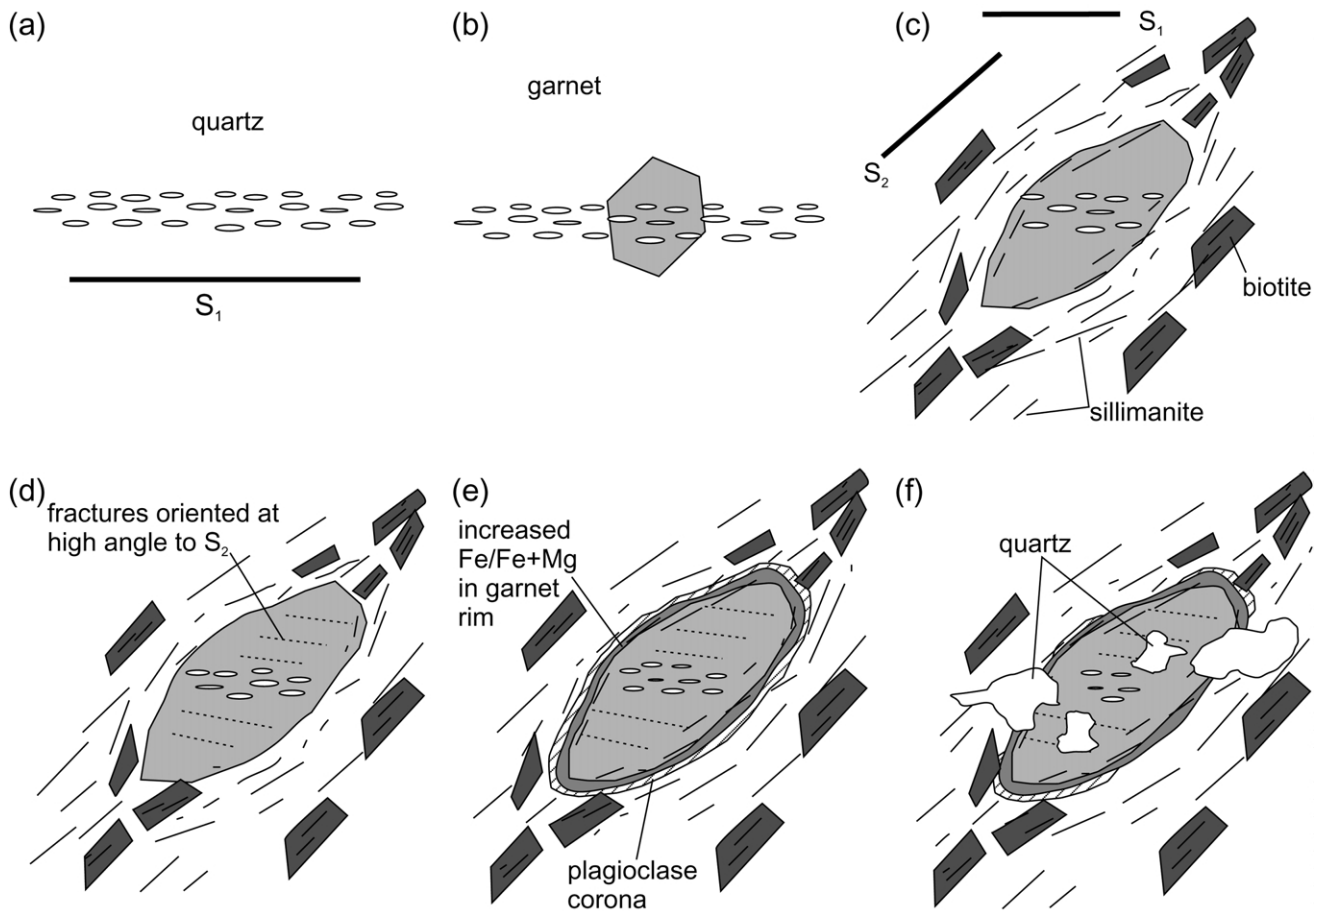 (a)
quartz
S₁
(b)
garnet
(c)
S₁
S₂
biotite
sillimanite
(d)
fractures oriented at
high angle to S₂
(e)
increased
Fe/Fe+Mg
in garnet
rim
plagioclase
corona
(f)
quartz